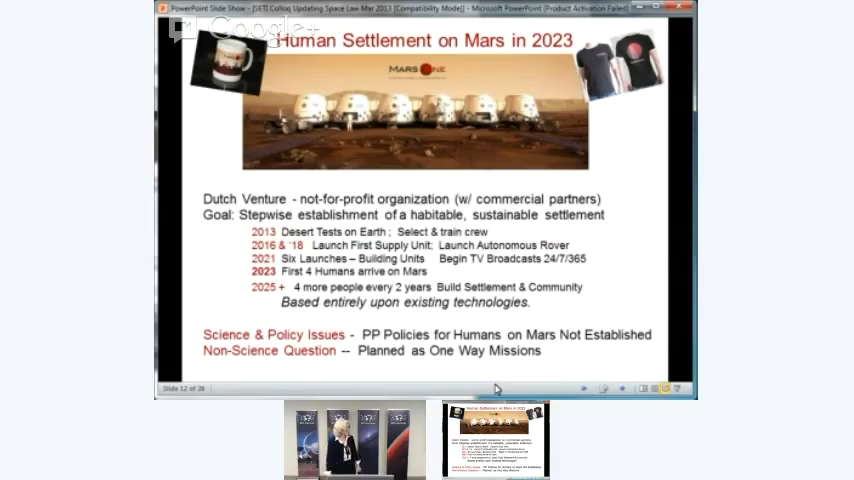 PowerPoint Slide Show - [SETI Colloq Updating Space Law Mar 2013 [Compatibility Mode]] - Microsoft PowerPoint (Product Activation Failed)
Google+
Human Settlement on Mars in 2023
MARS ONE
Dutch Venture - not-for-profit organization (w/ commercial partners)
Goal: Stepwise establishment of a habitable, sustainable settlement
2013 Desert Tests on Earth ; Select & train crew
2016 & '18 Launch First Supply Unit; Launch Autonomous Rover
2021 Six Launches – Building Units Begin TV Broadcasts 24/7/365
2023 First 4 Humans arrive on Mars
2025 + 4 more people every 2 years Build Settlement & Community
Based entirely upon existing technologies.
Science & Policy Issues - PP Policies for Humans on Mars Not Established
Non-Science Question -- Planned as One Way Missions
Slide 12 of 26